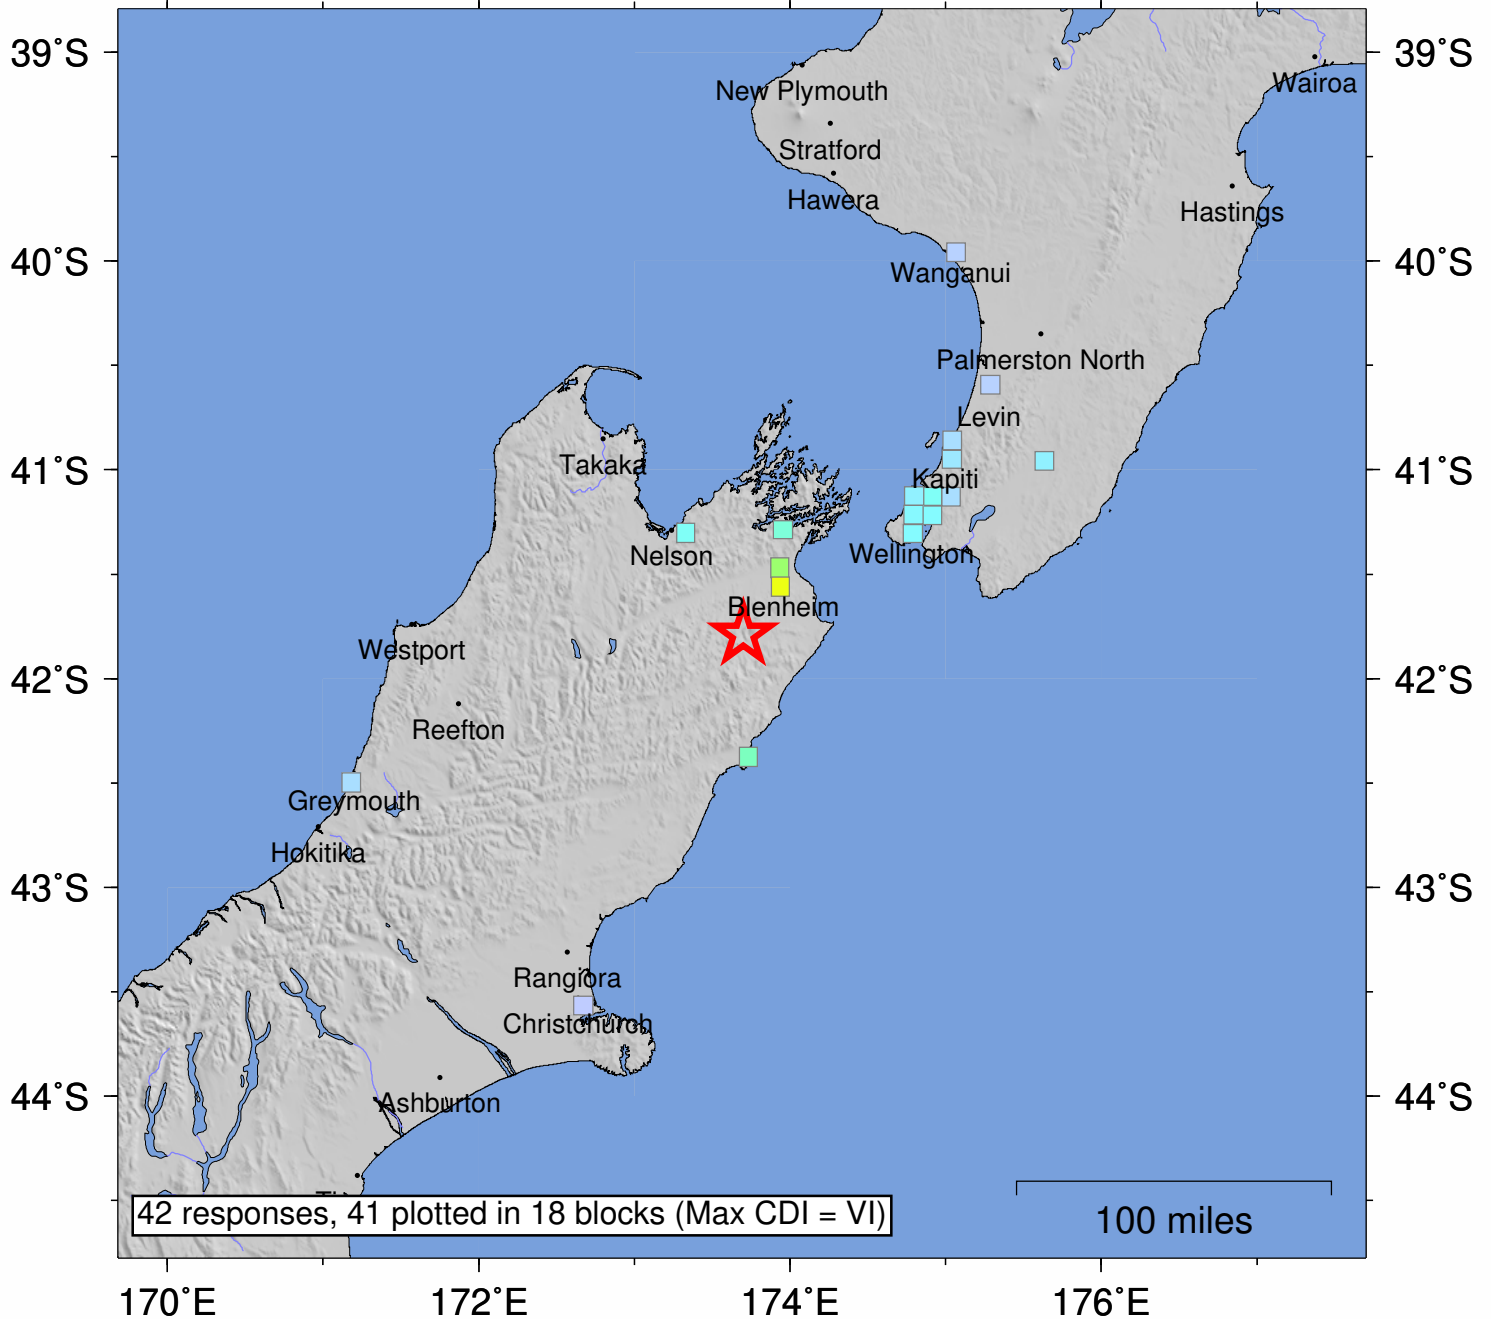 39°S
39°S
New Plymouth
Wairoa
Stratford
Hawera
Hastings
40°S
40°S
Wanganui
Palmerston North
Levin
Takaka
41°S
41°S
Kapiti
Nelson
Wellington
Blenheim
Westport
42°S
42°S
Reefton
Greymouth
Hokitika
43°S
43°S
Rangiora
Christchurch
44°S
44°S
Ashburton
42 responses, 41 plotted in 18 blocks (Max CDI = VI)
100 miles
170°E
172°E
174°E
176°E